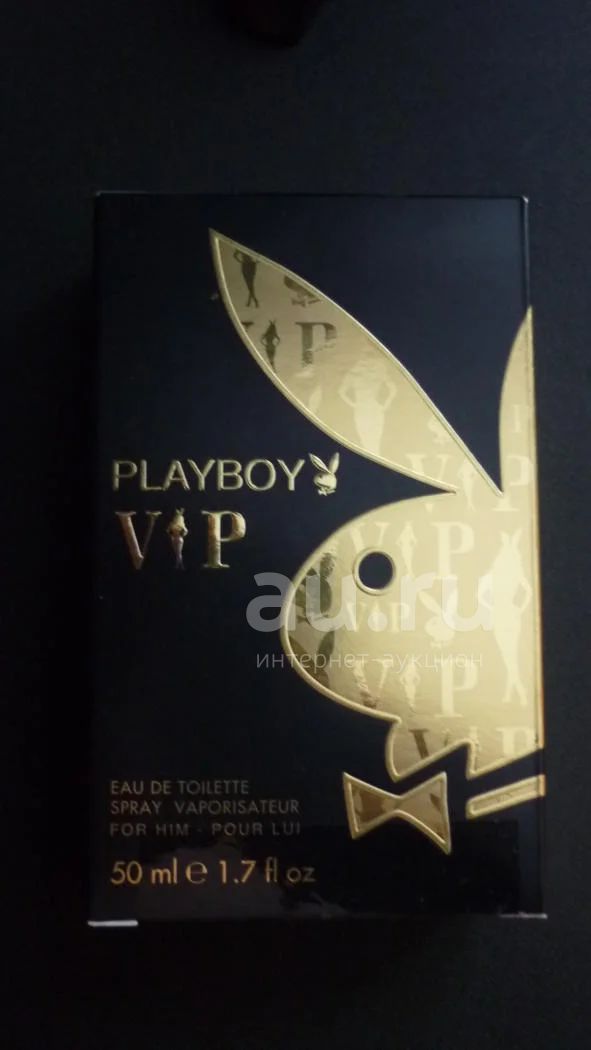 PLAYBOY
VIP
au.ru
интернет-аукцион
EAU DE TOILETTE
SPRAY VAPORISATEUR
FOR HIM - POUR LUI
50 ml e 1.7 fl oz